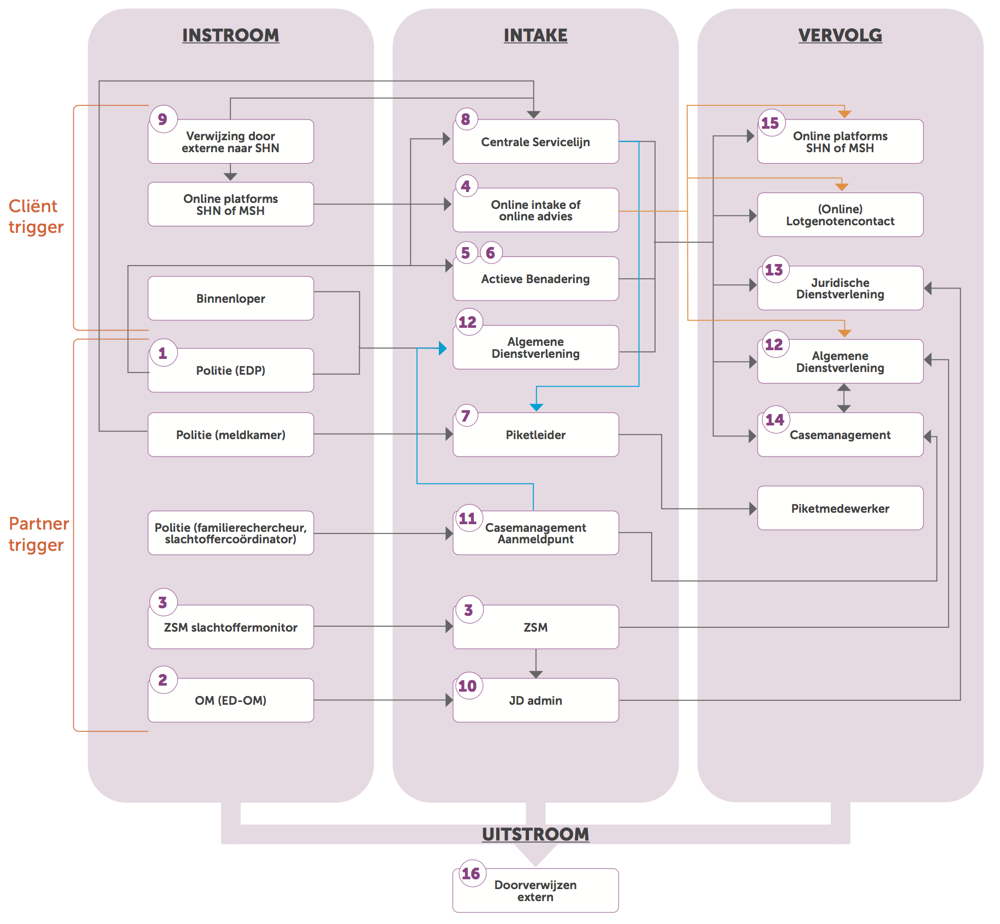 INSTROOM
INTAKE
VERVOLG
Cliënt
trigger
Partner
trigger
9
Verwijzing door
externe naar SHN
Online platforms
SHN of MSH
Binnenloper
1
Politie (EDP)
Politie (meldkamer)
Politie (familierechercheur,
slachtoffercoördinator)
3
ZSM slachtoffermonitor
2
OM (ED-OM)
8
Centrale Servicelijn
4
Online intake of
online advies
5 6
Actieve Benadering
12
Algemene
Dienstverlening
7
Piketleider
11
Casemanagement
Aanmeldpunt
3
ZSM
10
JD admin
15
Online platforms
SHN of MSH
(Online)
Lotgenotencontact
13
Juridische
Dienstverlening
12
Algemene
Dienstverlening
14
Casemanagement
Piketmedewerker
UITSTROOM
16
Doorverwijzen
extern